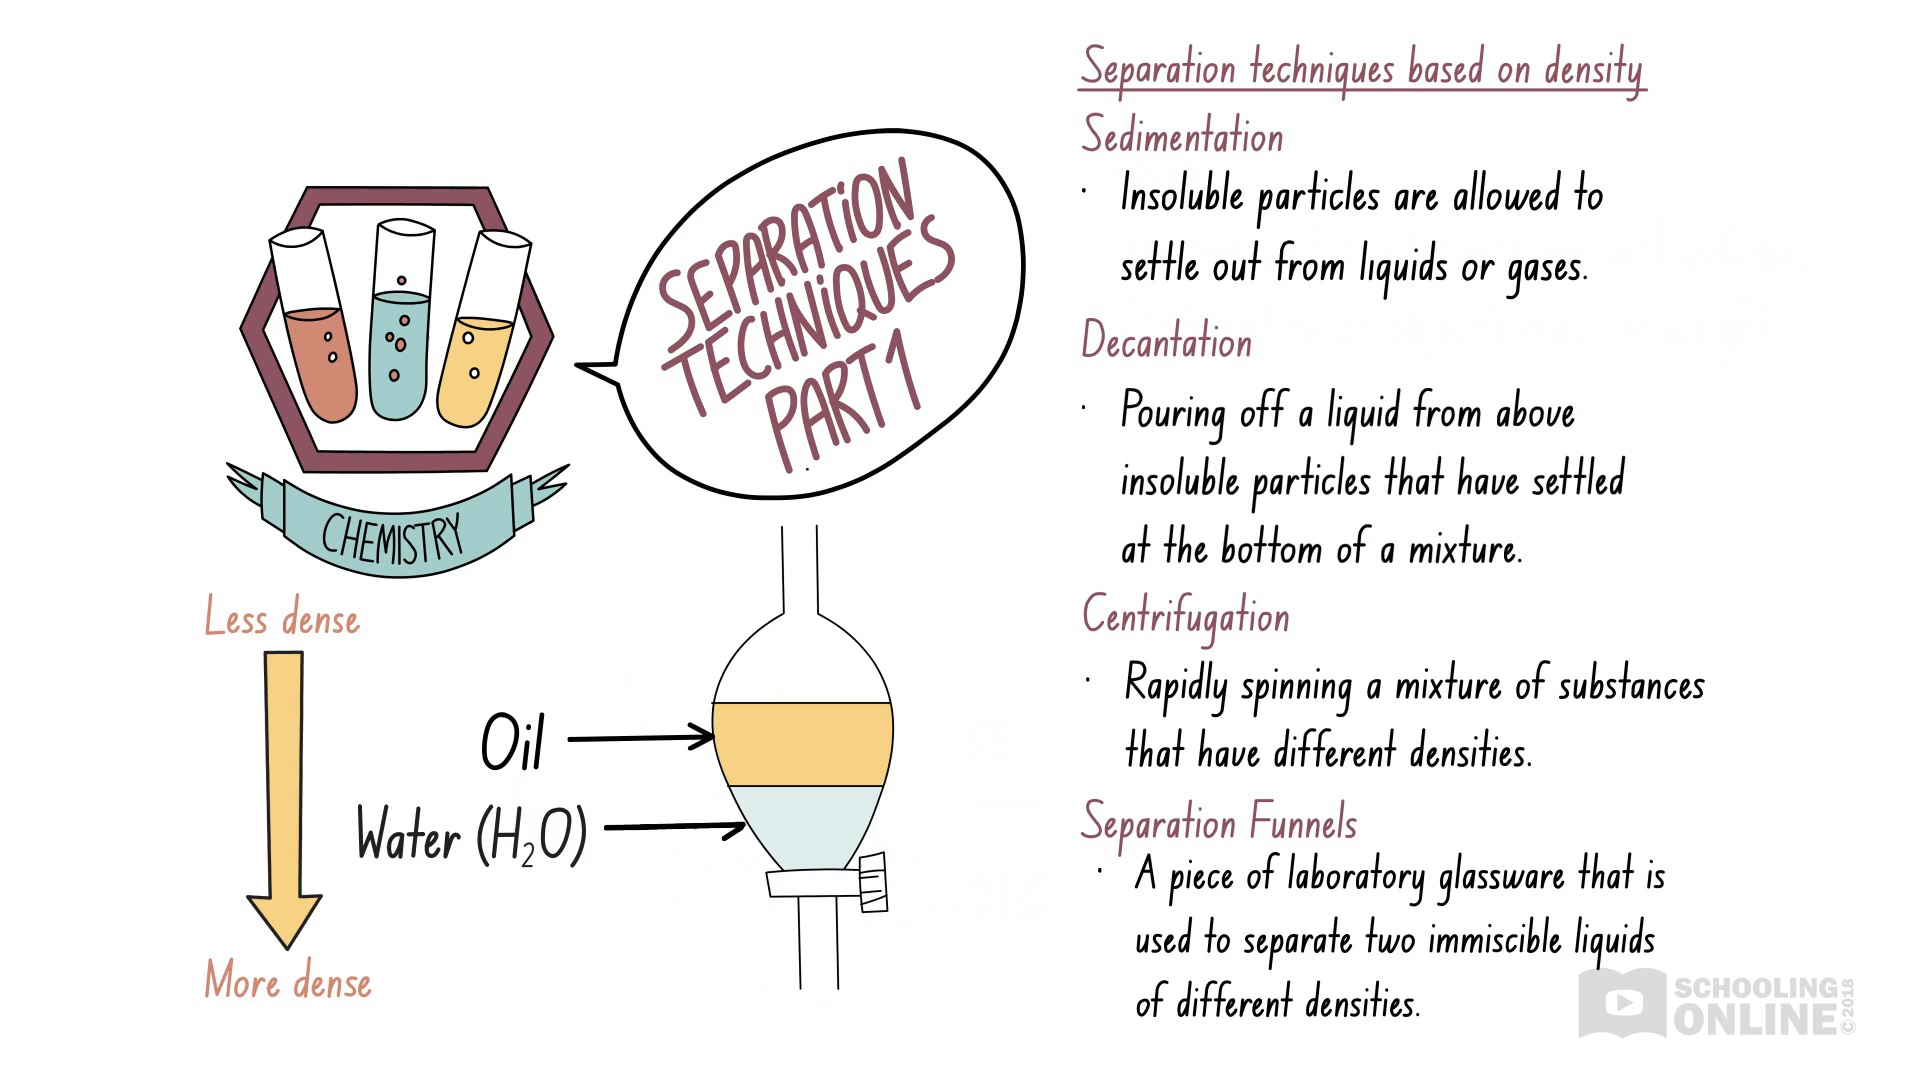 SEPARATION
TECHNIQUES
PART 1
CHEMISTRY
Less dense
More dense
Oil
Water (H₂O)
Separation techniques based on density
Sedimentation
· Insoluble particles are allowed to
settle out from liquids or gases.
Decantation
· Pouring off a liquid from above
insoluble particles that have settled
at the bottom of a mixture.
Centrifugation
· Rapidly spinning a mixture of substances
that have different densities.
Separation Funnels
· A piece of laboratory glassware that is
used to separate two immiscible liquids
of different densities.
SCHOOLING
ONLINE
©2018